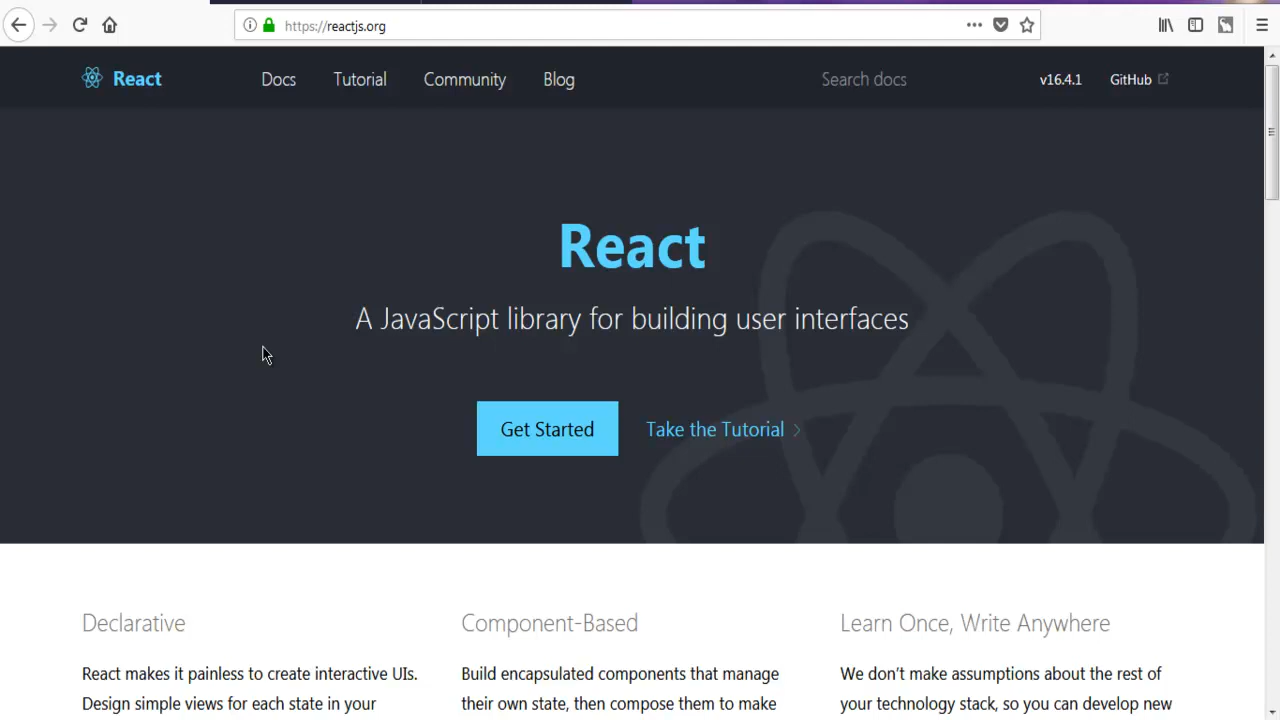 https://reactjs.org
React Docs Tutorial Community Blog Search docs v16.4.1 GitHub
React
A JavaScript library for building user interfaces
Get Started Take the Tutorial
Declarative
React makes it painless to create interactive UIs.
Design simple views for each state in your
Component-Based
Build encapsulated components that manage
their own state, then compose them to make
Learn Once, Write Anywhere
We don’t make assumptions about the rest of
your technology stack, so you can develop new